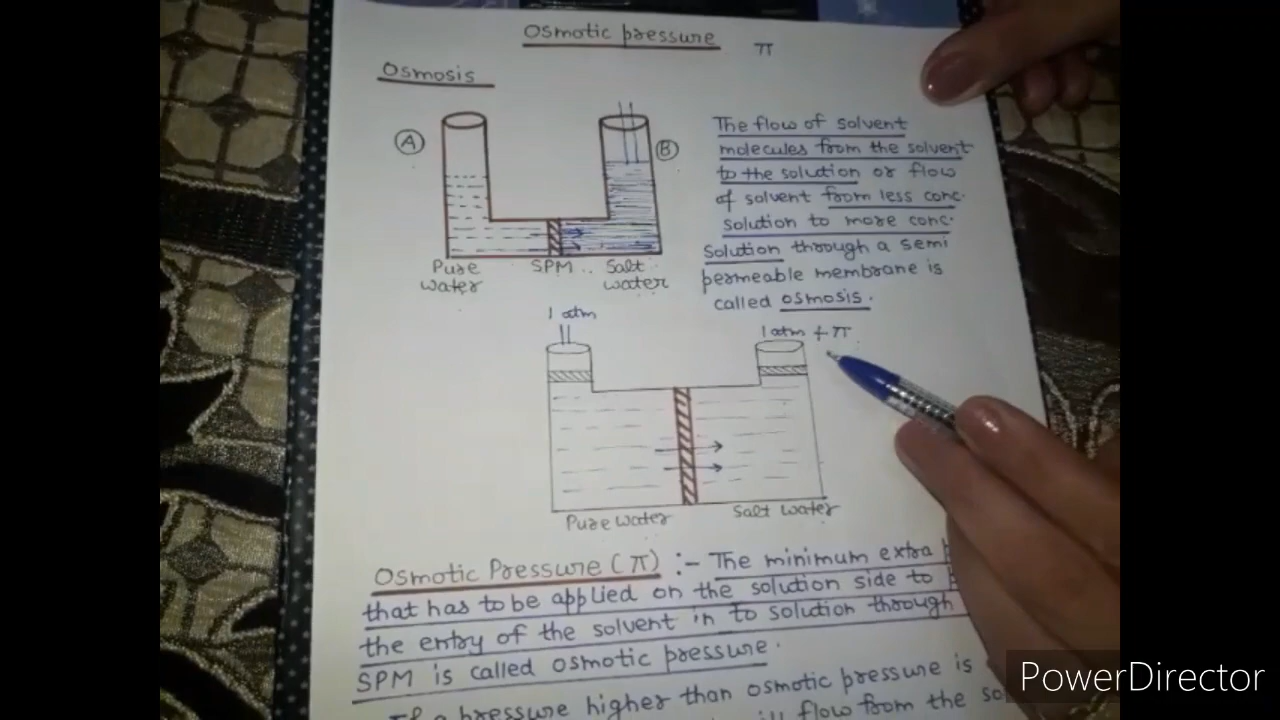 Osmotic pressure π
Osmosis
A
B
Pure water
SPM
Salt water
The flow of solvent
molecules from the solvent
to the solution or flow
of solvent from less conc.
solution to more conc.
solution through a semi
permeable membrane is
called osmosis.
1 atm
1 atm + π
Pure water
Salt water
Osmotic Pressure (π) :- The minimum extra
that has to be applied on the solution side to
the entry of the solvent in to solution through
SPM is called osmotic pressure.
a pressure higher than osmotic pressure is
flow from the
PowerDirector